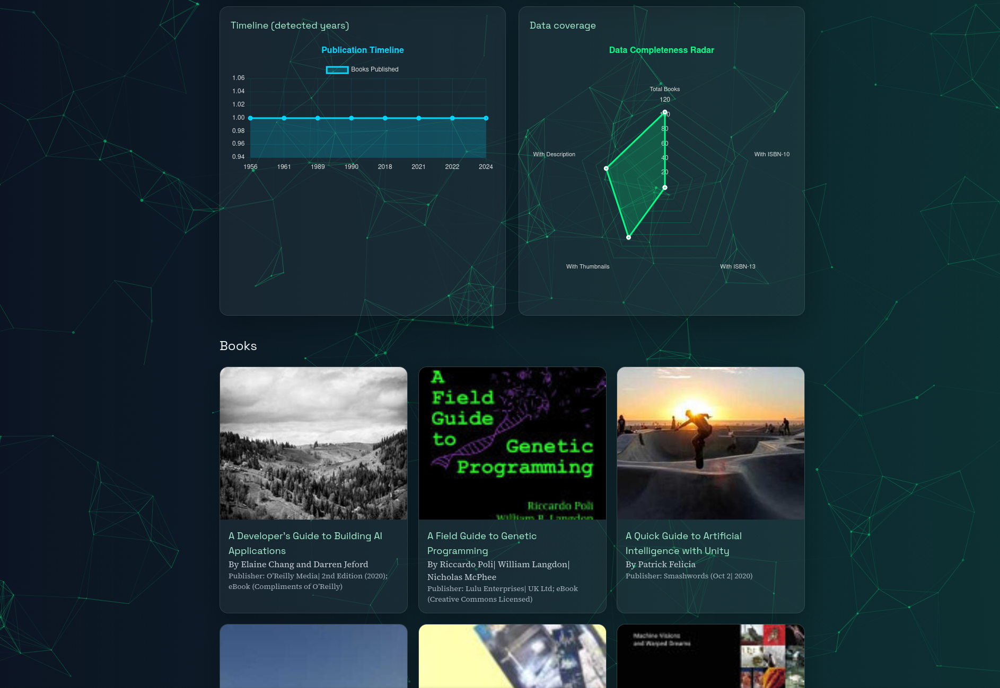 Timeline (detected years)
Publication Timeline
Books Published
1.06
1.04
1.02
1.00
0.98
0.96
0.94
1956 1961 1989 1990 2018 2021 2022 2024
Data coverage
Data Completeness Radar
Total Books
120
100
80
60
40
20
With Description
With ISBN-10
With Thumbnails
With ISBN-13
Books
A Developer's Guide to Building AI
Applications
By Elaine Chang and Darren Jeford
Publisher: O'Reilly Media| 2nd Edition (2020);
eBook (Compliments of O'Reilly)
A
Field
Guide
to
Genetic
Programming
Riccardo Poli
William B. Langdon
A Field Guide to Genetic
Programming
By Riccardo Poli| William Langdon|
Nicholas McPhee
Publisher: Lulu Enterprises| UK Ltd; eBook
(Creative Commons Licensed)
A Quick Guide to Artificial
Intelligence with Unity
By Patrick Felicia
Publisher: Smashwords (Oct 2| 2020)
Machine Visions
and Warped Dreams